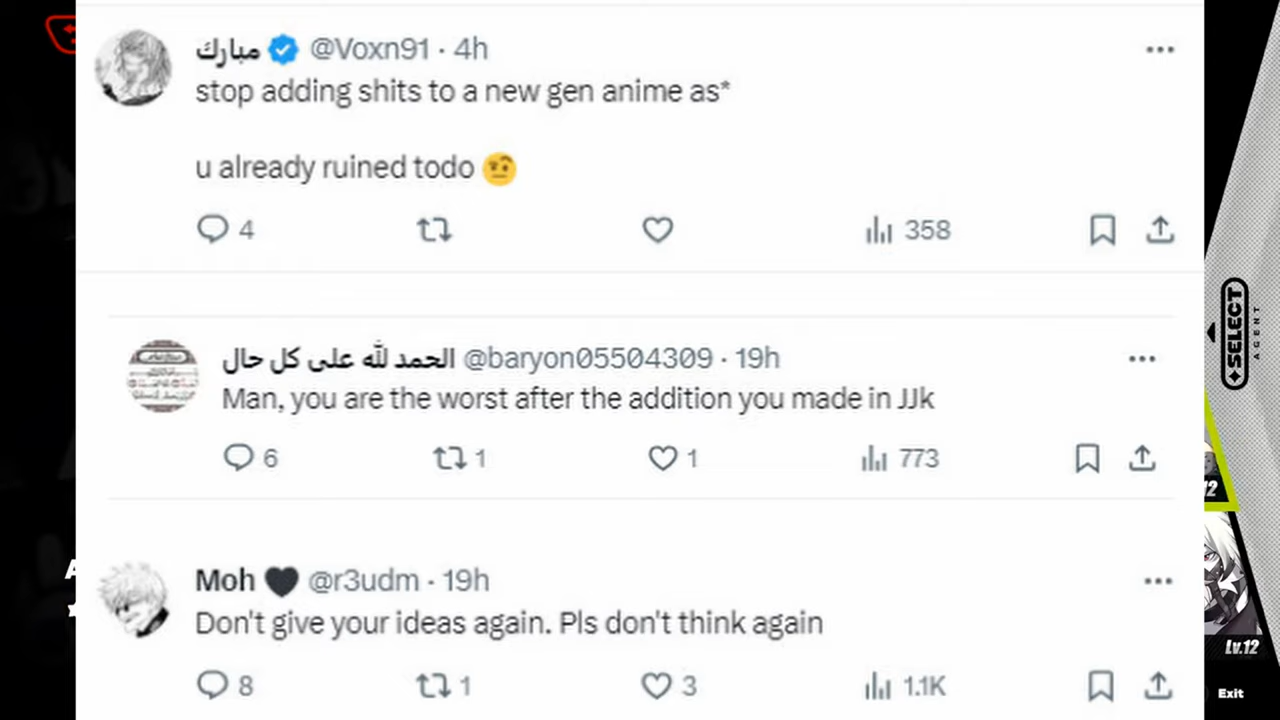 مبارك @Voxn91 · 4h
stop adding shits to a new gen anime as*
u already ruined todo 🤨
4 358
الحمد لله على كل حال @baryon05504309 · 19h
Man, you are the worst after the addition you made in JJk
6 1 1 773
Moh 🖤 @r3udm · 19h
Don't give your ideas again. Pls don't think again
8 1 3 1.1K
SELECT
AGENT
12
Lv.12
Exit